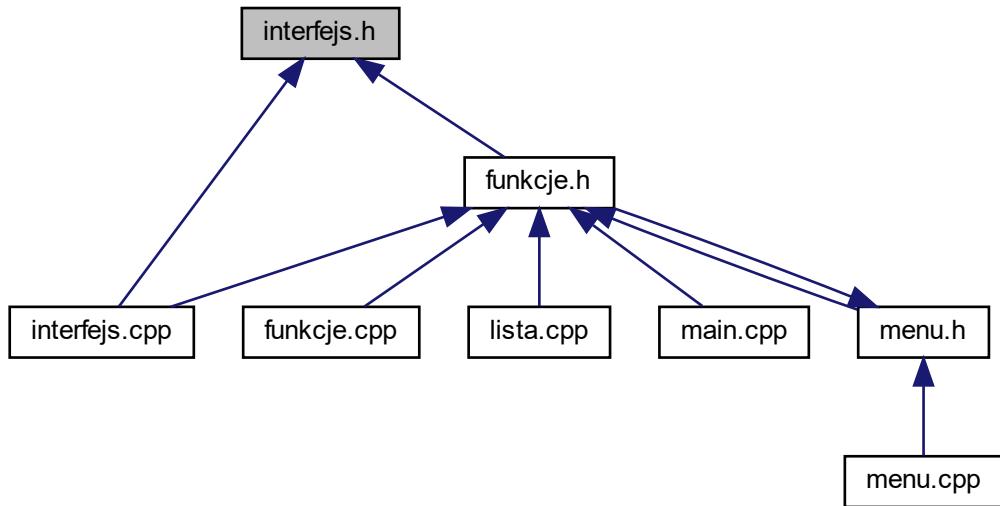 interfejs.h
funkcje.h
interfejs.cpp
funkcje.cpp
lista.cpp
main.cpp
menu.h
menu.cpp